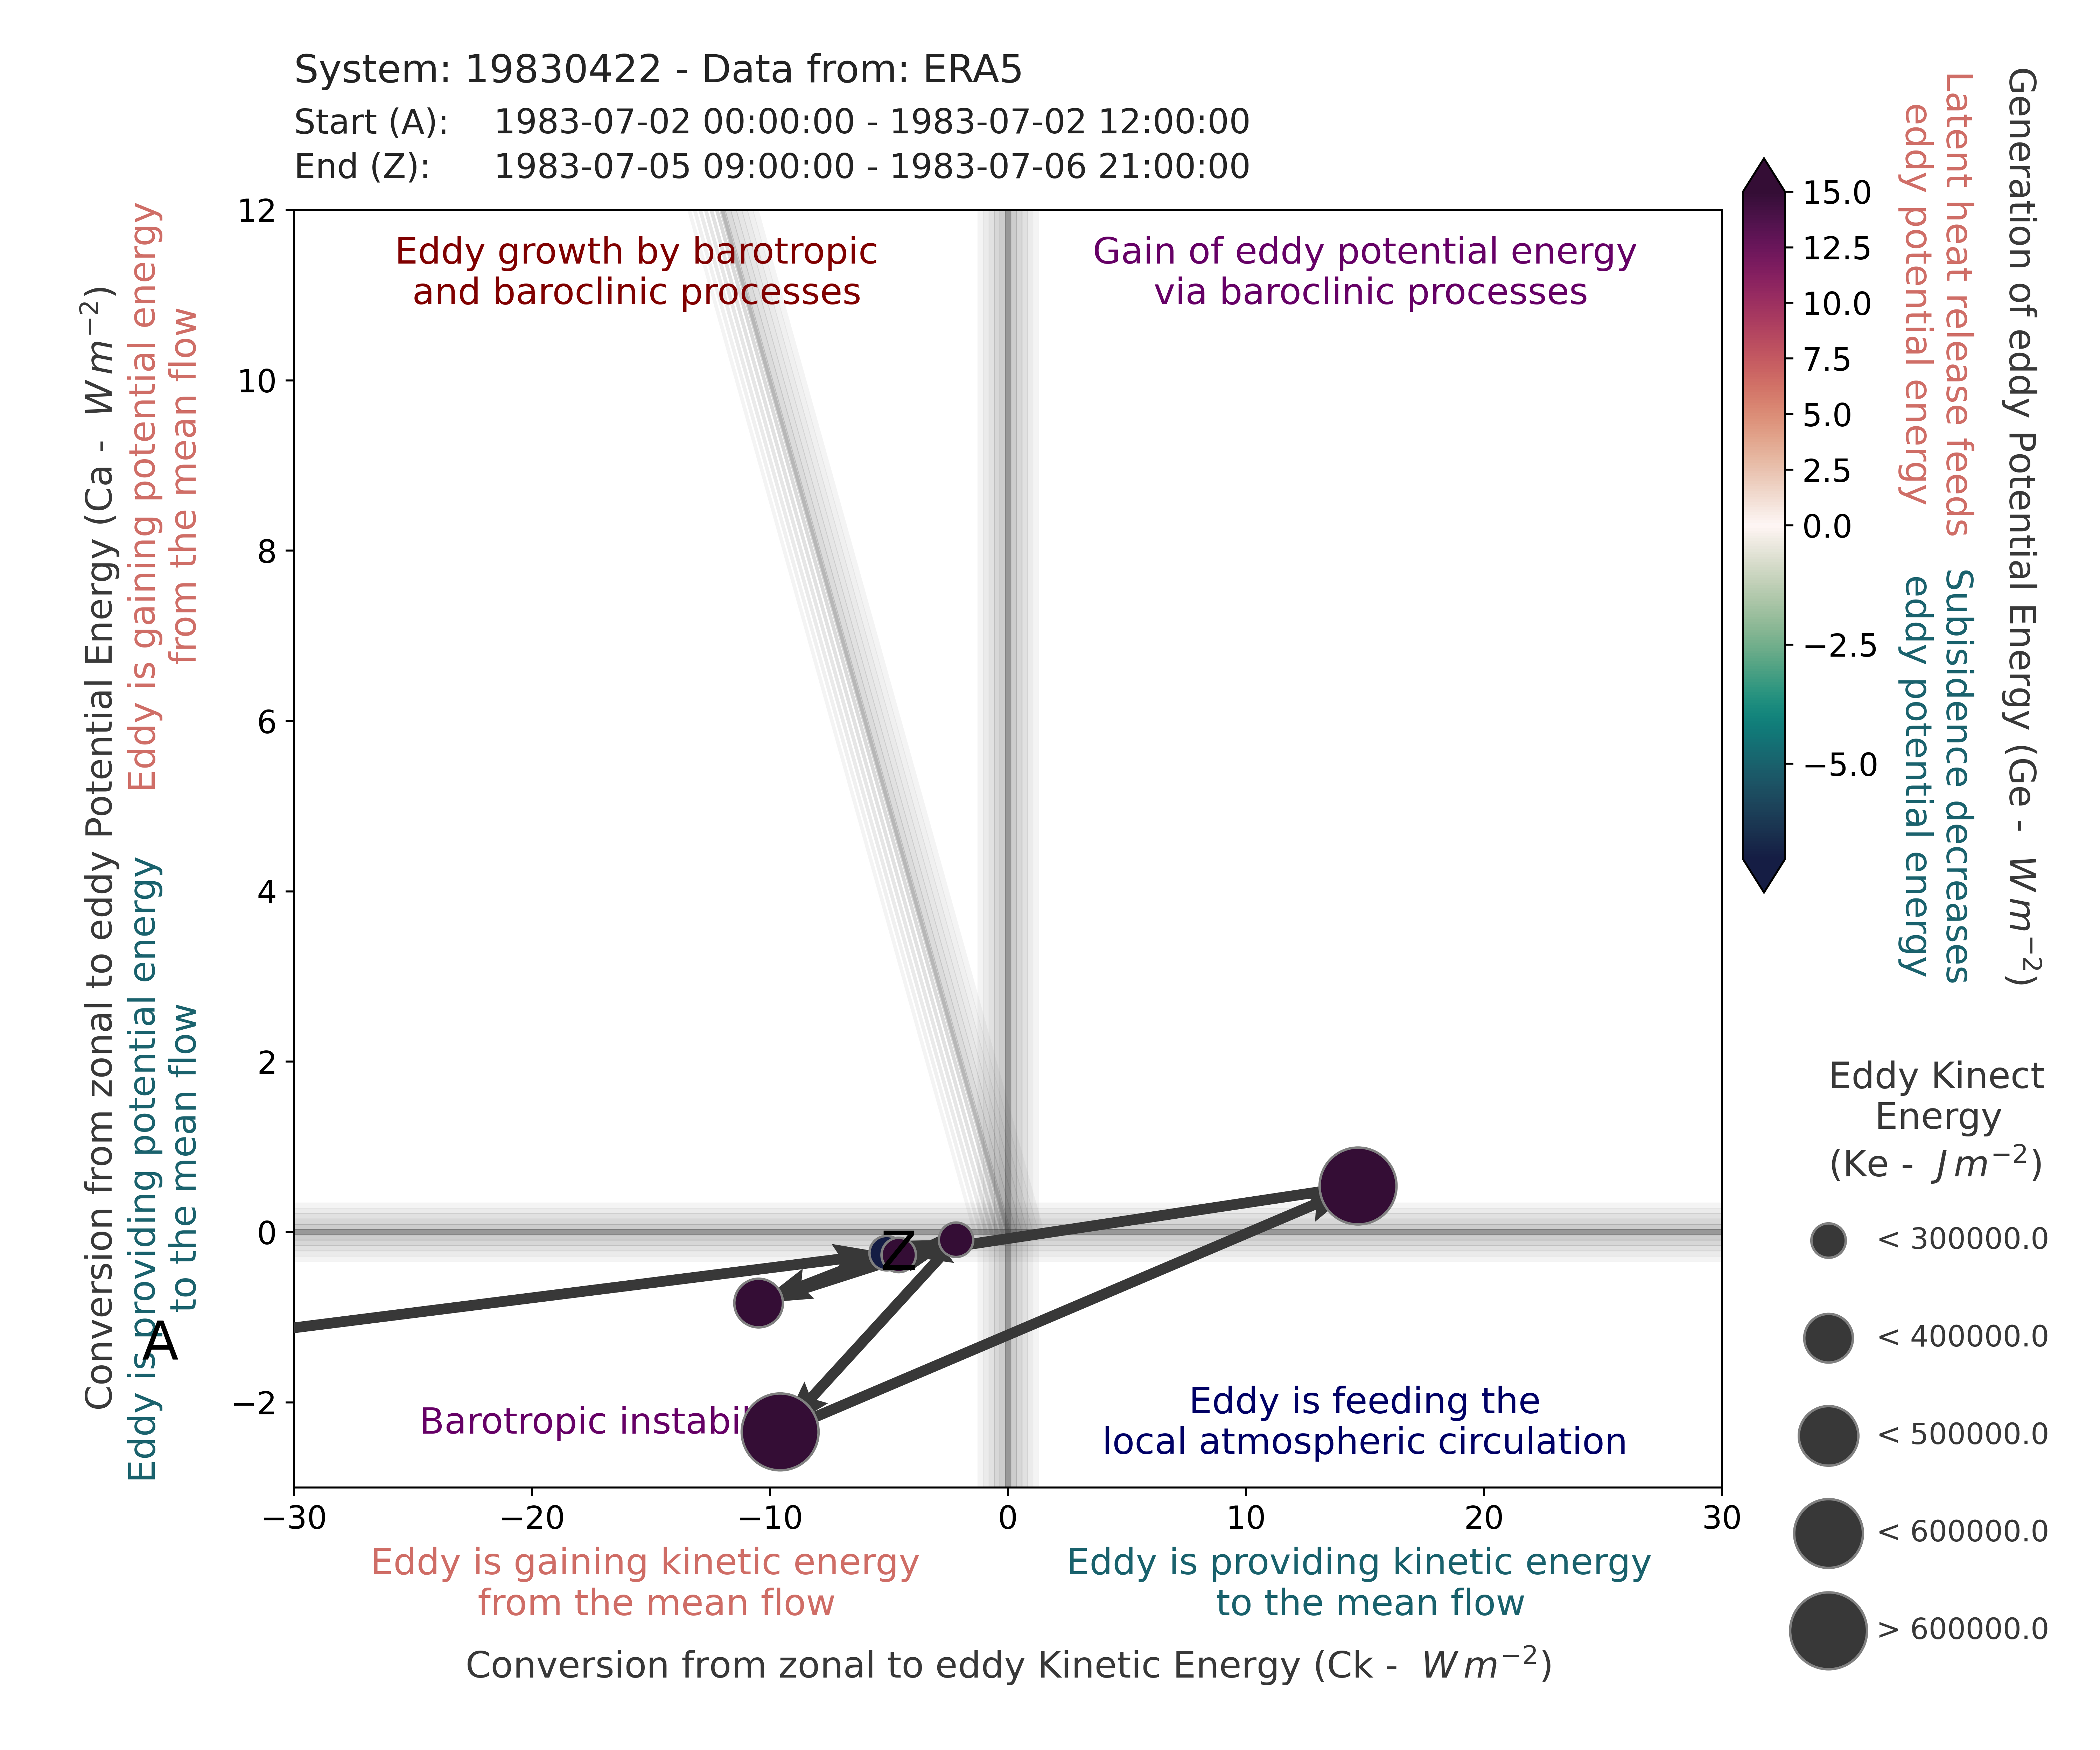 System: 19830422 - Data from: ERA5
Start (A): 1983-07-02 00:00:00 - 1983-07-02 12:00:00
End (Z): 1983-07-05 09:00:00 - 1983-07-06 21:00:00
Conversion from zonal to eddy Potential Energy (Ca - W m⁻²)
Eddy is gaining potential energy
from the mean flow
Eddy is providing potential energy
to the mean flow
12
10
8
6
4
2
0
−2
Eddy growth by barotropic
and baroclinic processes
Gain of eddy potential energy
via baroclinic processes
Z
A
Barotropic instabil
Eddy is feeding the
local atmospheric circulation
−30 −20 −10 0 10 20 30
Eddy is gaining kinetic energy
from the mean flow
Eddy is providing kinetic energy
to the mean flow
Conversion from zonal to eddy Kinetic Energy (Ck - W m⁻²)
15.0
12.5
10.0
7.5
5.0
2.5
0.0
−2.5
−5.0
Latent heat release feeds
eddy potential energy
Subisidence decreases
eddy potential energy
Generation of eddy Potential Energy (Ge - W m⁻²)
Eddy Kinect
Energy
(Ke - J m⁻²)
< 300000.0
< 400000.0
< 500000.0
< 600000.0
> 600000.0